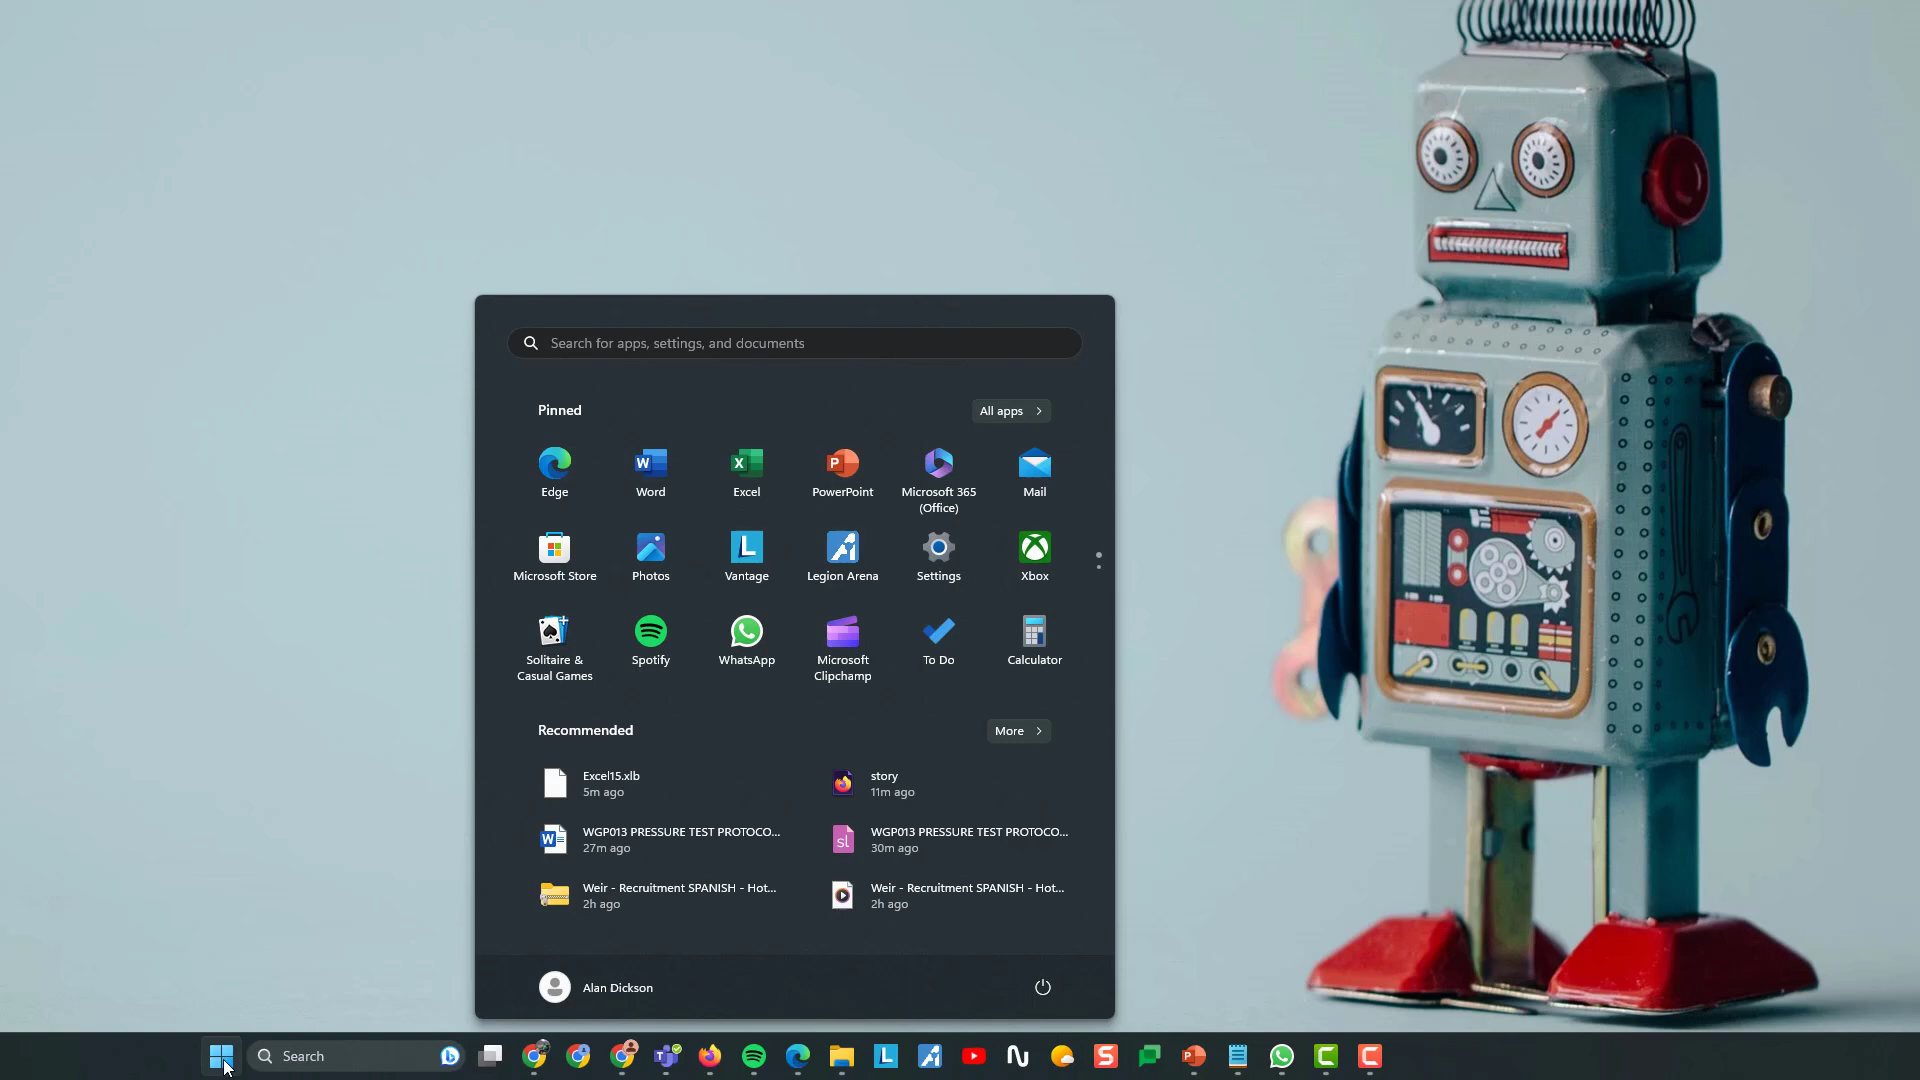 Search for apps, settings, and documents
Pinned
All apps
Edge
Word
Excel
PowerPoint
Microsoft 365
(Office)
Mail
Microsoft Store
Photos
Vantage
Legion Arena
Settings
Xbox
Solitaire &
Casual Games
Spotify
WhatsApp
Microsoft
Clipchamp
To Do
Calculator
Recommended
More
Excel15.xlb
5m ago
story
11m ago
WGP013 PRESSURE TEST PROTOCO...
27m ago
WGP013 PRESSURE TEST PROTOCO...
30m ago
Weir - Recruitment SPANISH - Hot...
2h ago
Weir - Recruitment SPANISH - Hot...
2h ago
Alan Dickson
Search